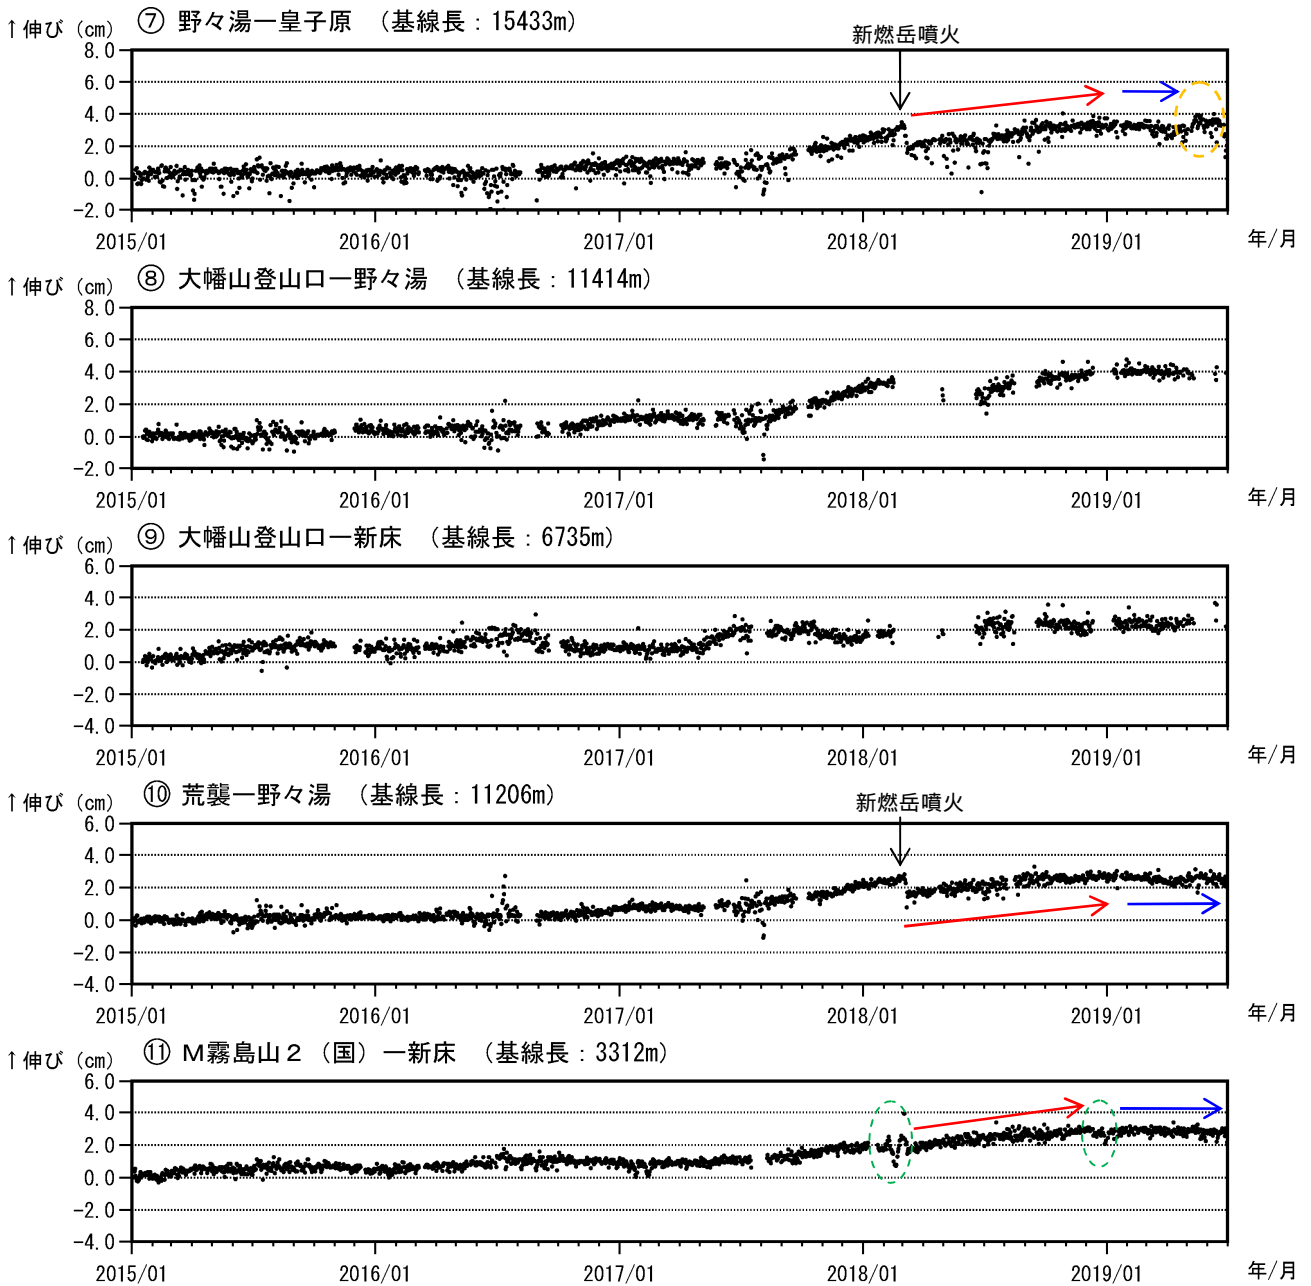 ⑦ 野々湯ー皇子原 （基線長：15433m）
↑伸び（cm）
新燃岳噴火
8.0
6.0
4.0
2.0
0.0
-2.0
2015/01 2016/01 2017/01 2018/01 2019/01 年/月
⑧ 大幡山登山口ー野々湯 （基線長：11414m）
↑伸び（cm）
8.0
6.0
4.0
2.0
0.0
-2.0
2015/01 2016/01 2017/01 2018/01 2019/01 年/月
⑨ 大幡山登山口ー新床 （基線長：6735m）
↑伸び（cm）
6.0
4.0
2.0
0.0
-2.0
-4.0
2015/01 2016/01 2017/01 2018/01 2019/01 年/月
⑩ 荒襲ー野々湯 （基線長：11206m）
↑伸び（cm）
新燃岳噴火
6.0
4.0
2.0
0.0
-2.0
-4.0
2015/01 2016/01 2017/01 2018/01 2019/01 年/月
⑪ M霧島山２（国）ー新床 （基線長：3312m）
↑伸び（cm）
6.0
4.0
2.0
0.0
-2.0
-4.0
2015/01 2016/01 2017/01 2018/01 2019/01 年/月